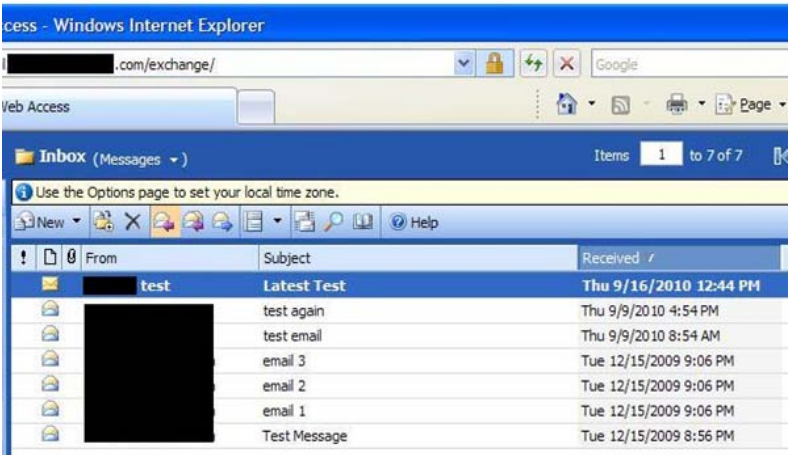 ccess - Windows Internet Explorer
.com/exchange/ Google
Web Access Page
Inbox (Messages) Items 1 to 7 of 7
Use the Options page to set your local time zone.
New Help
! From Subject Received
test Latest Test Thu 9/16/2010 12:44 PM
test again Thu 9/9/2010 4:54 PM
test email Thu 9/9/2010 8:54 AM
email 3 Tue 12/15/2009 9:06 PM
email 2 Tue 12/15/2009 9:06 PM
email 1 Tue 12/15/2009 9:06 PM
Test Message Tue 12/15/2009 8:56 PM